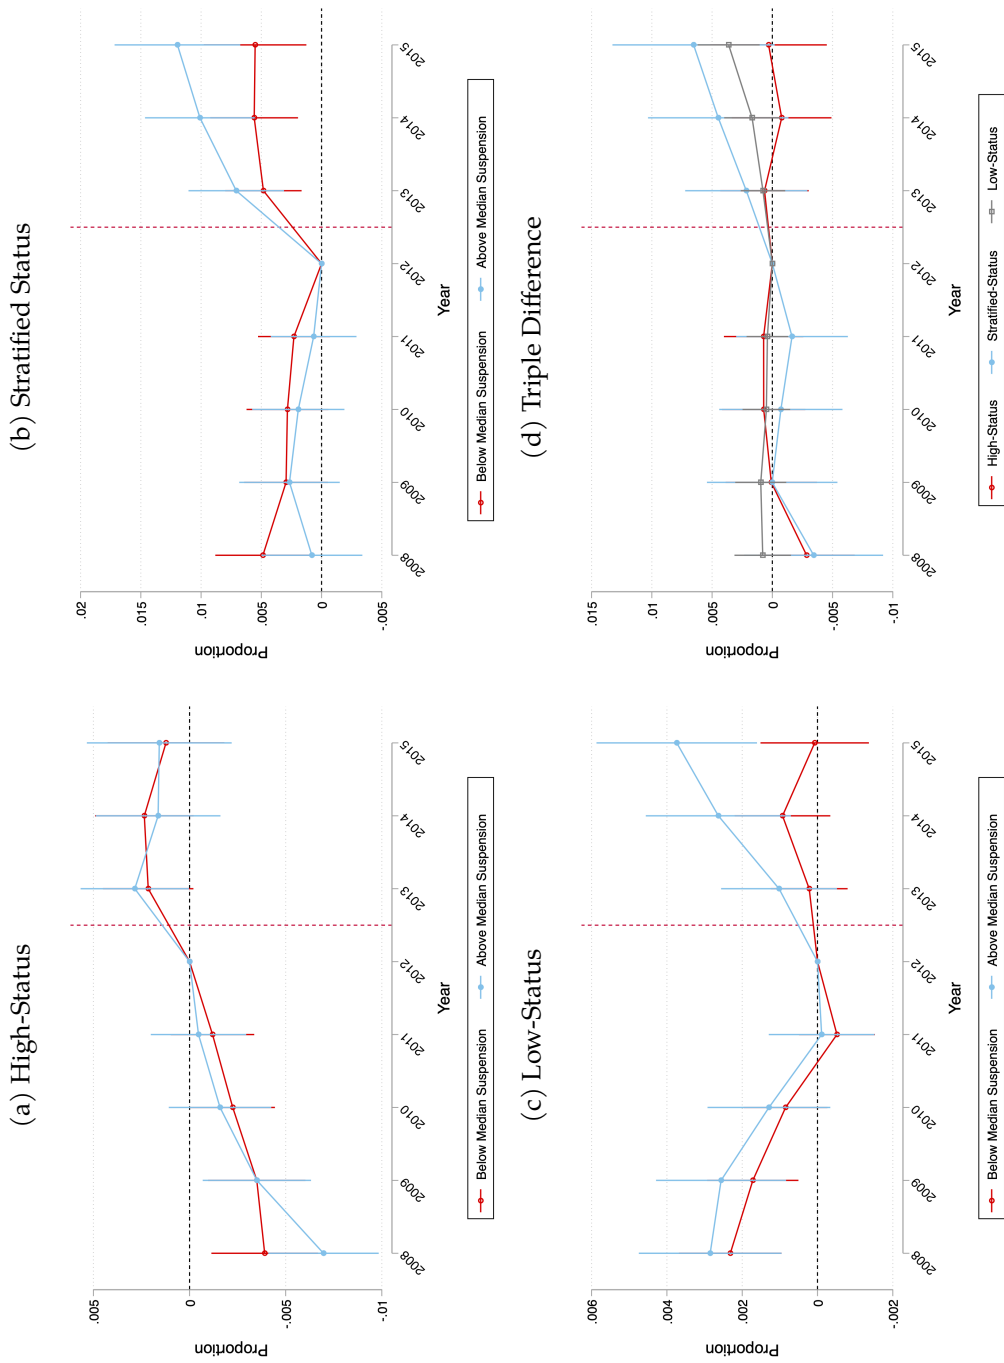 (a) High-Status
Proportion
.005
0
-.005
-.01
2008
2009
2010
2011
2012
2013
2014
2015
Year
Below Median Suspension
Above Median Suspension
(b) Stratified Status
Proportion
.02
.015
.01
.005
0
-.005
2008
2009
2010
2011
2012
2013
2014
2015
Year
Below Median Suspension
Above Median Suspension
(c) Low-Status
Proportion
.006
.004
.002
0
-.002
2008
2009
2010
2011
2012
2013
2014
2015
Year
Below Median Suspension
Above Median Suspension
(d) Triple Difference
Proportion
.015
.01
.005
0
-.005
-.01
2008
2009
2010
2011
2012
2013
2014
2015
Year
High-Status
Stratified-Status
Low-Status